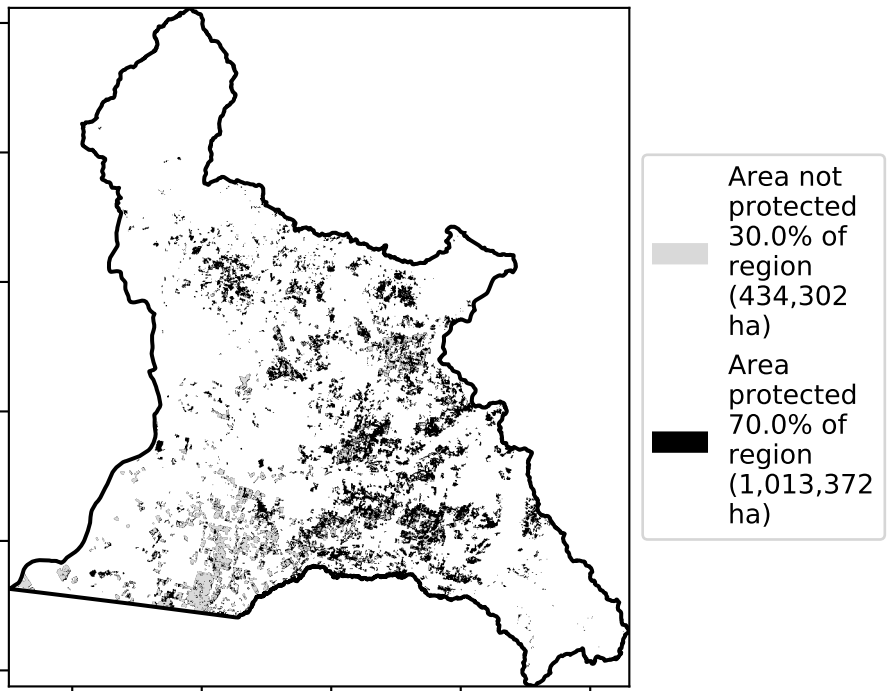 Area not
protected
30.0% of
region
(434,302
ha)
Area
protected
70.0% of
region
(1,013,372
ha)